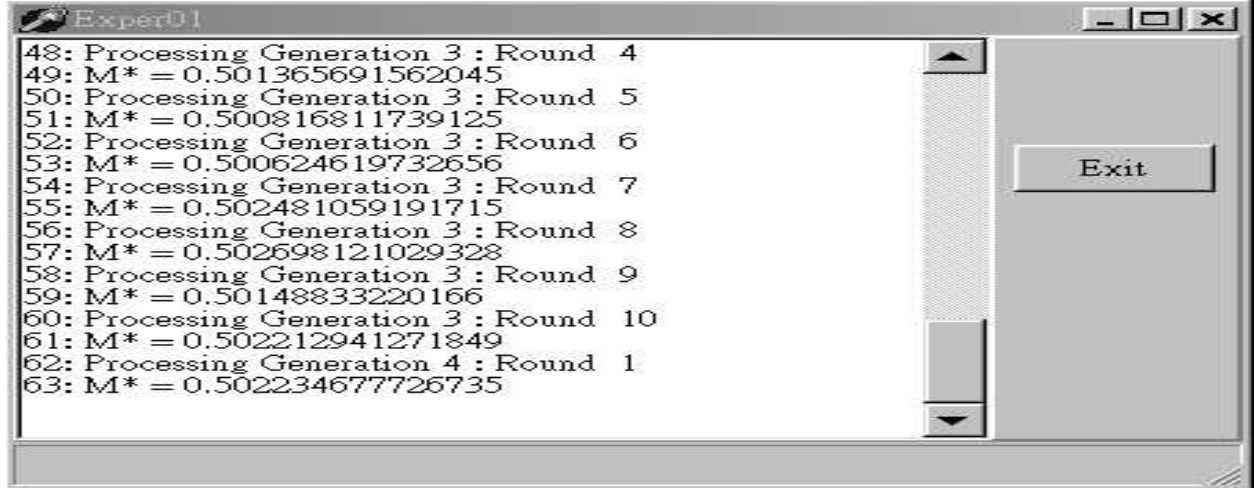 Exper01
48: Processing Generation 3 : Round 4
49: M* = 0.501365691562045
50: Processing Generation 3 : Round 5
51: M* = 0.500816811739125
52: Processing Generation 3 : Round 6
53: M* = 0.500624619732656
54: Processing Generation 3 : Round 7
55: M* = 0.502481059191715
56: Processing Generation 3 : Round 8
57: M* = 0.502698121029328
58: Processing Generation 3 : Round 9
59: M* = 0.50148833220166
60: Processing Generation 3 : Round 10
61: M* = 0.502212941271849
62: Processing Generation 4 : Round 1
63: M* = 0.502234677726735
Exit